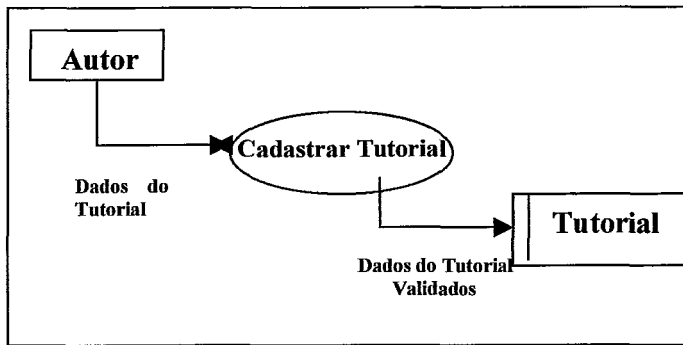 Autor
Cadastrar Tutorial
Dados do
Tutorial
Tutorial
Dados do Tutorial
Validados